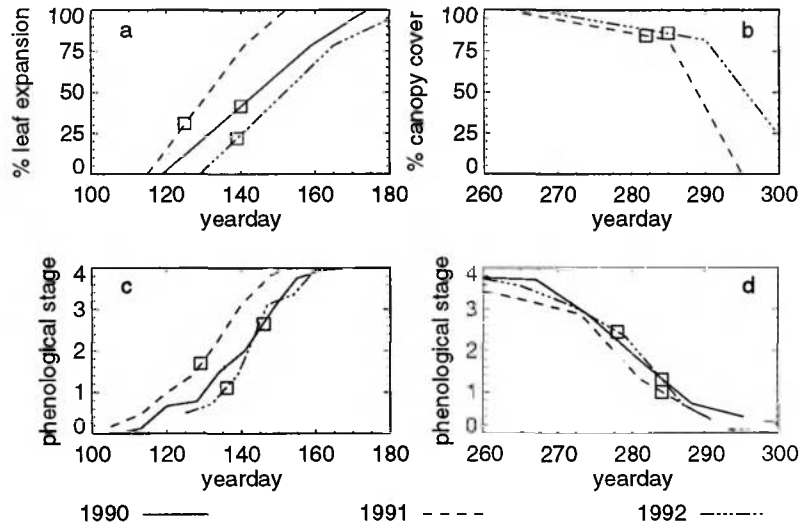 a
% leaf expansion
100
75
50
25
0
100 120 140 160 180
yearday
b
% canopy cover
100
75
50
25
0
260 270 280 290 300
yearday
c
phenological stage
4
3
2
1
0
100 120 140 160 180
yearday
d
phenological stage
4
3
2
1
0
260 270 280 290 300
yearday
1990 1991 1992